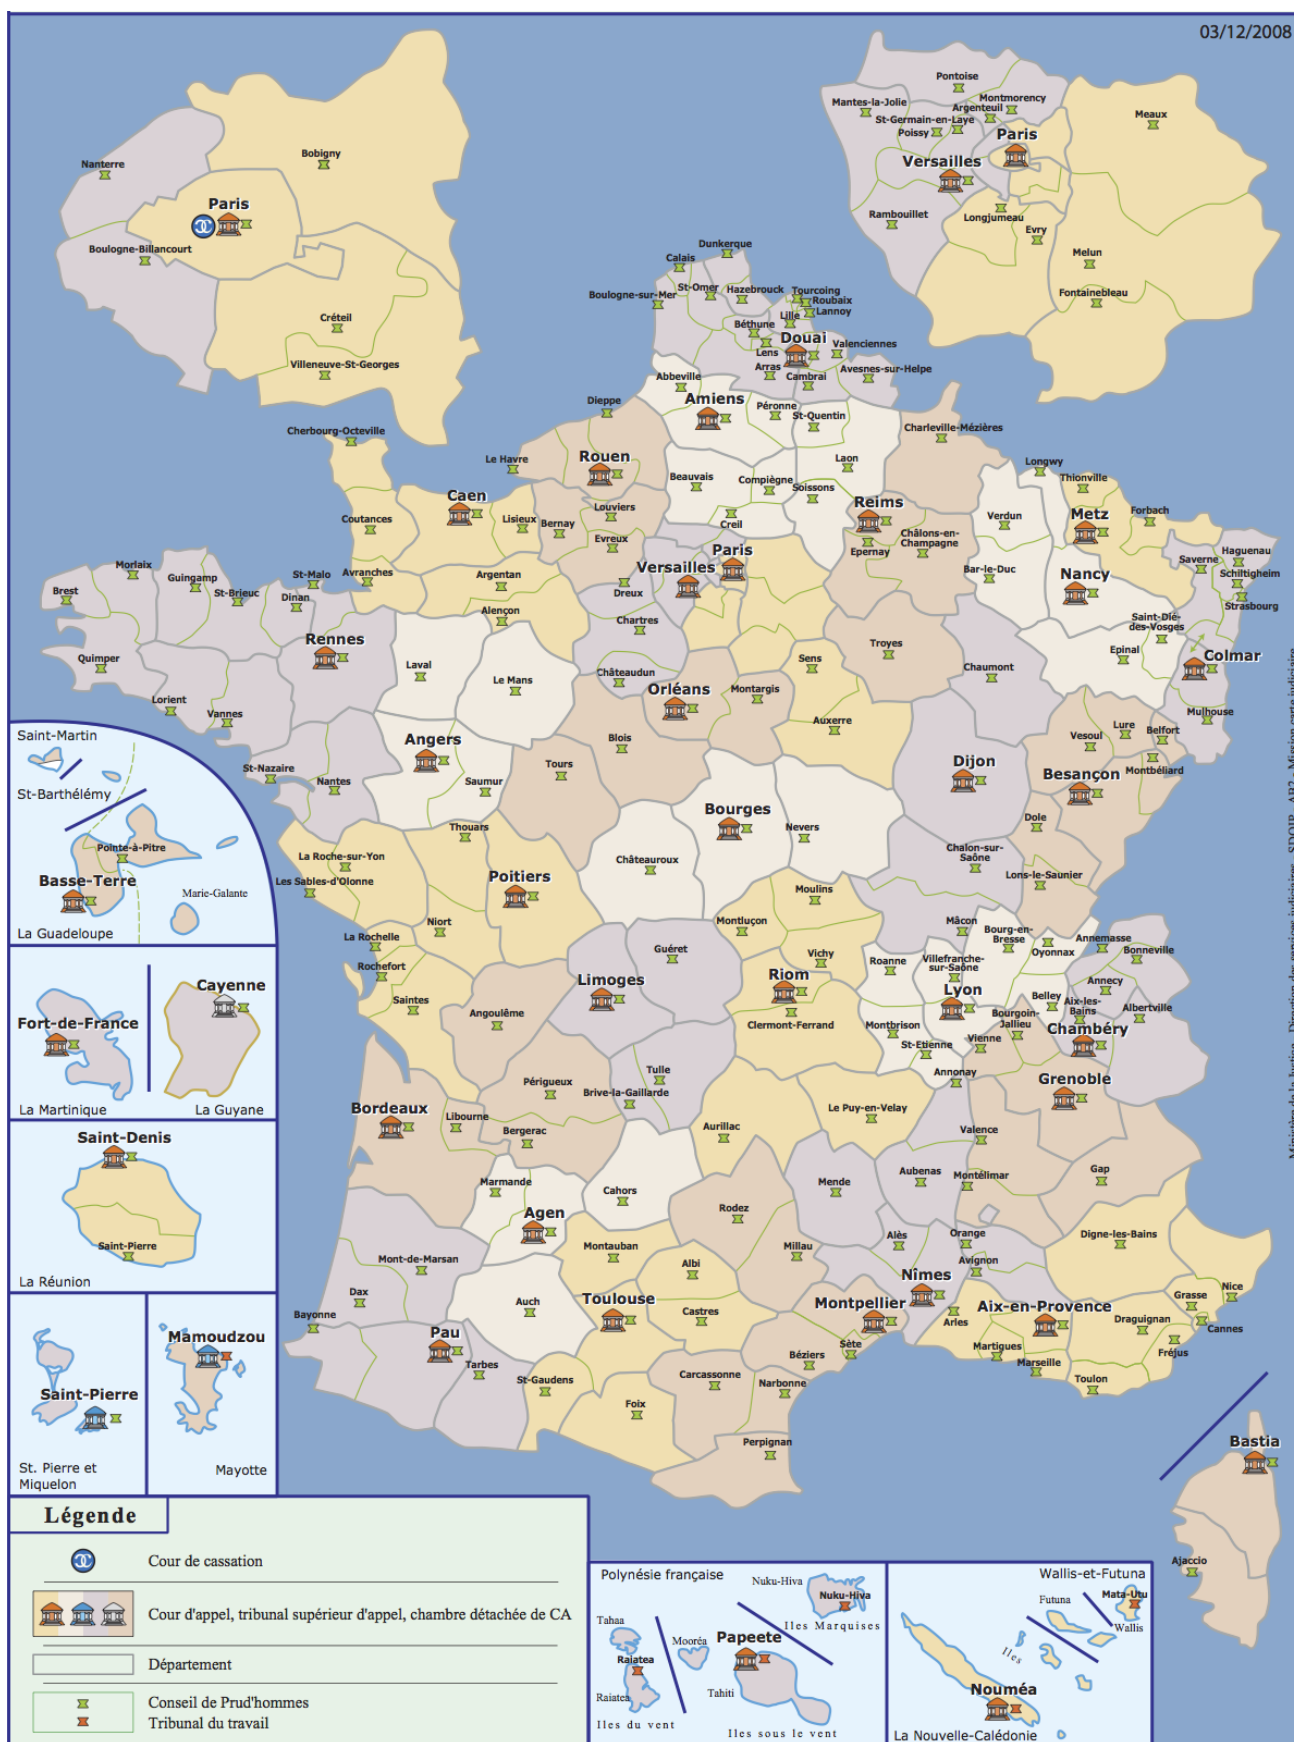 03/12/2008
Nanterre
Bobigny
Paris
Boulogne-Billancourt
Créteil
Villeneuve-St-Georges
Pontoise
Mantes-la-Jolie
Montmorency
Argenteuil
St-Germain-en-Laye
Poissy
Paris
Versailles
Meaux
Rambouillet
Longjumeau
Evry
Melun
Fontainebleau
Dunkerque
Calais
St-Omer
Hazebrouck
Tourcoing
Roubaix
Lannoy
Boulogne-sur-Mer
Lille
Béthune
Douai
Lens
Valenciennes
Arras
Cambrai
Avesnes-sur-Helpe
Abbeville
Amiens
Péronne
St-Quentin
Dieppe
Charleville-Mézières
Cherbourg-Octeville
Le Havre
Rouen
Beauvais
Compiègne
Laon
Soissons
Creil
Longwy
Thionville
Caen
Lisieux
Bernay
Louviers
Evreux
Coutances
Reims
Epernay
Châlons-en-
Champagne
Verdun
Metz
Forbach
Bar-le-Duc
Nancy
Saverne
Haguenau
Schiltigheim
Strasbourg
Paris
Versailles
Dreux
Chartres
Avranches
Argentan
Alençon
Morlaix
Guingamp
St-Malo
Brest
St-Brieuc
Dinan
Rennes
Quimper
Lorient
Vannes
Laval
Le Mans
Châteaudun
Orléans
Montargis
Sens
Troyes
Chaumont
Saint-Dié-
des-Vosges
Epinal
Colmar
Mulhouse
Auxerre
Blois
Tours
Angers
Saumur
St-Nazaire
Nantes
Dijon
Vesoul
Lure
Belfort
Montbéliard
Besançon
Dole
Bourges
Nevers
Châteauroux
Chalon-sur-
Saône
Lons-le-Saunier
Thouars
La Roche-sur-Yon
Les Sables-d'Olonne
Poitiers
Niort
La Rochelle
Rochefort
Saintes
Moulins
Montluçon
Vichy
Guéret
Limoges
Riom
Clermont-Ferrand
Mâcon
Bourg-en-
Bresse
Oyonnax
Annemasse
Bonneville
Roanne
Villefranche-
sur-Saône
Lyon
Belley
Annecy
Aix-les-
Bains
Albertville
Chambéry
Bourgoin-
Jallieu
Montbrison
St-Etienne
Vienne
Annonay
Grenoble
Angoulême
Périgueux
Tulle
Brive-la-Gaillarde
Bordeaux
Libourne
Bergerac
Aurillac
Le Puy-en-Velay
Valence
Montélimar
Gap
Aubenas
Mende
Marmande
Agen
Cahors
Rodez
Millau
Alès
Orange
Avignon
Digne-les-Bains
Mont-de-Marsan
Dax
Bayonne
Montauban
Albi
Auch
Toulouse
Castres
Montpellier
Nîmes
Arles
Aix-en-Provence
Nice
Grasse
Cannes
Draguignan
Fréjus
Martigues
Marseille
Toulon
Pau
Tarbes
St-Gaudens
Foix
Carcassonne
Béziers
Sète
Narbonne
Perpignan
Bastia
Ajaccio
Saint-Martin
St-Barthélémy
Pointe-à-Pitre
Basse-Terre
Marie-Galante
La Guadeloupe
Cayenne
Fort-de-France
La Martinique
La Guyane
Saint-Denis
Saint-Pierre
La Réunion
Mamoudzou
Saint-Pierre
St. Pierre et
Miquelon
Mayotte
Ministère de la Justice - Direction des services judiciaires - SDOJR - AB2 - Mission carte judiciaire
Légende
Cour de cassation
Cour d'appel, tribunal supérieur d'appel, chambre détachée de CA
Département
Conseil de Prud'hommes
Tribunal du travail
Polynésie française
Nuku-Hiva
Nuku-Hiva
Iles Marquises
Tahaa
Mooréa
Papeete
Raiatea
Raiatea
Tahiti
Iles du vent
Iles sous le vent
Wallis-et-Futuna
Futuna
Mata-Utu
Wallis
Iles
Nouméa
La Nouvelle-Calédonie